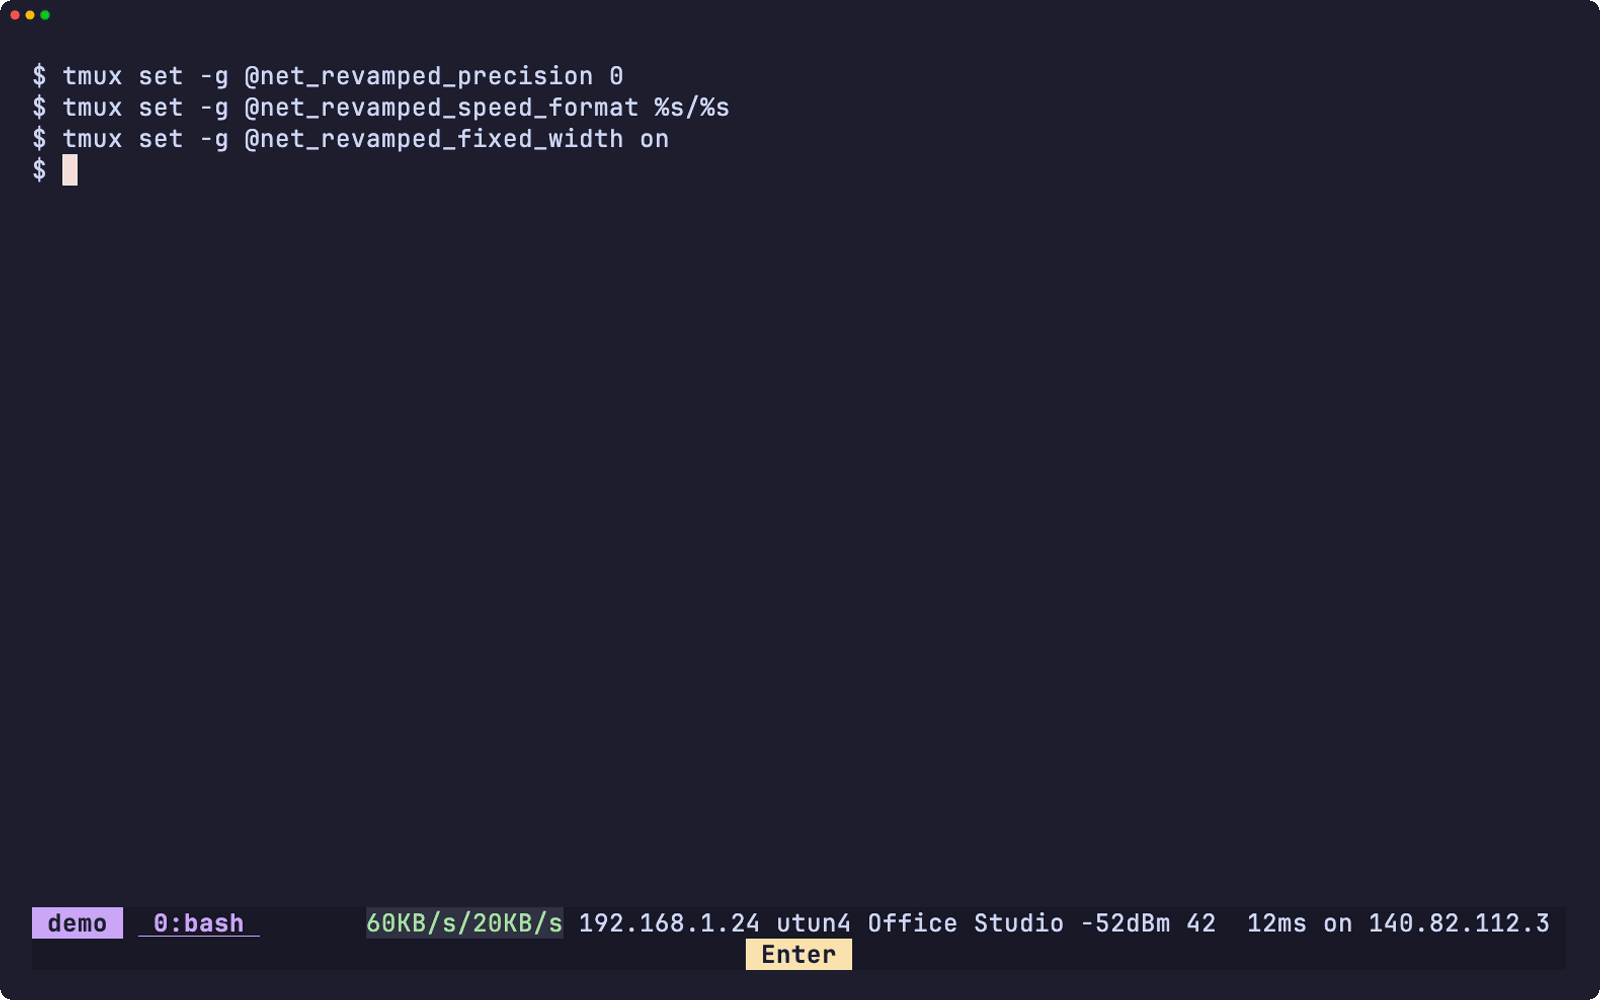 $ tmux set -g @net_revamped_precision 0
$ tmux set -g @net_revamped_speed_format %s/%s
$ tmux set -g @net_revamped_fixed_width on
$
demo 0:bash 60KB/s/20KB/s 192.168.1.24 utun4 Office Studio -52dBm 42 12ms on 140.82.112.3
Enter